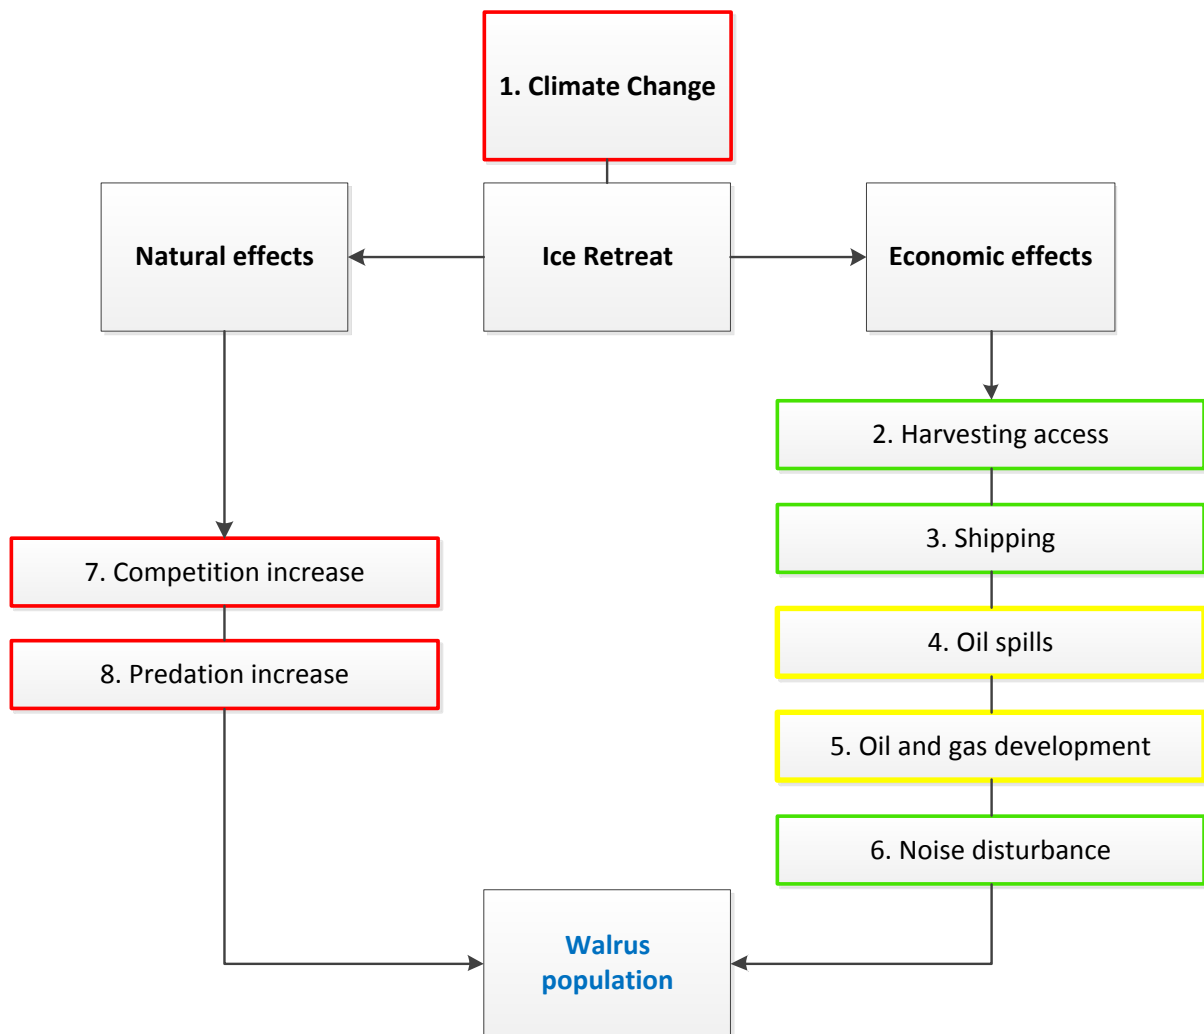 1. Climate Change
Natural effects
Ice Retreat
Economic effects
2. Harvesting access
3. Shipping
4. Oil spills
5. Oil and gas development
6. Noise disturbance
7. Competition increase
8. Predation increase
Walrus
population